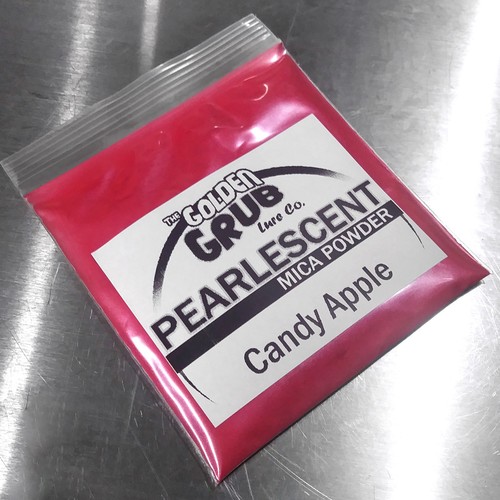 THE GOLDEN
GRUB
Lure Co.
PEARLESCENT
MICA POWDER
Candy Apple